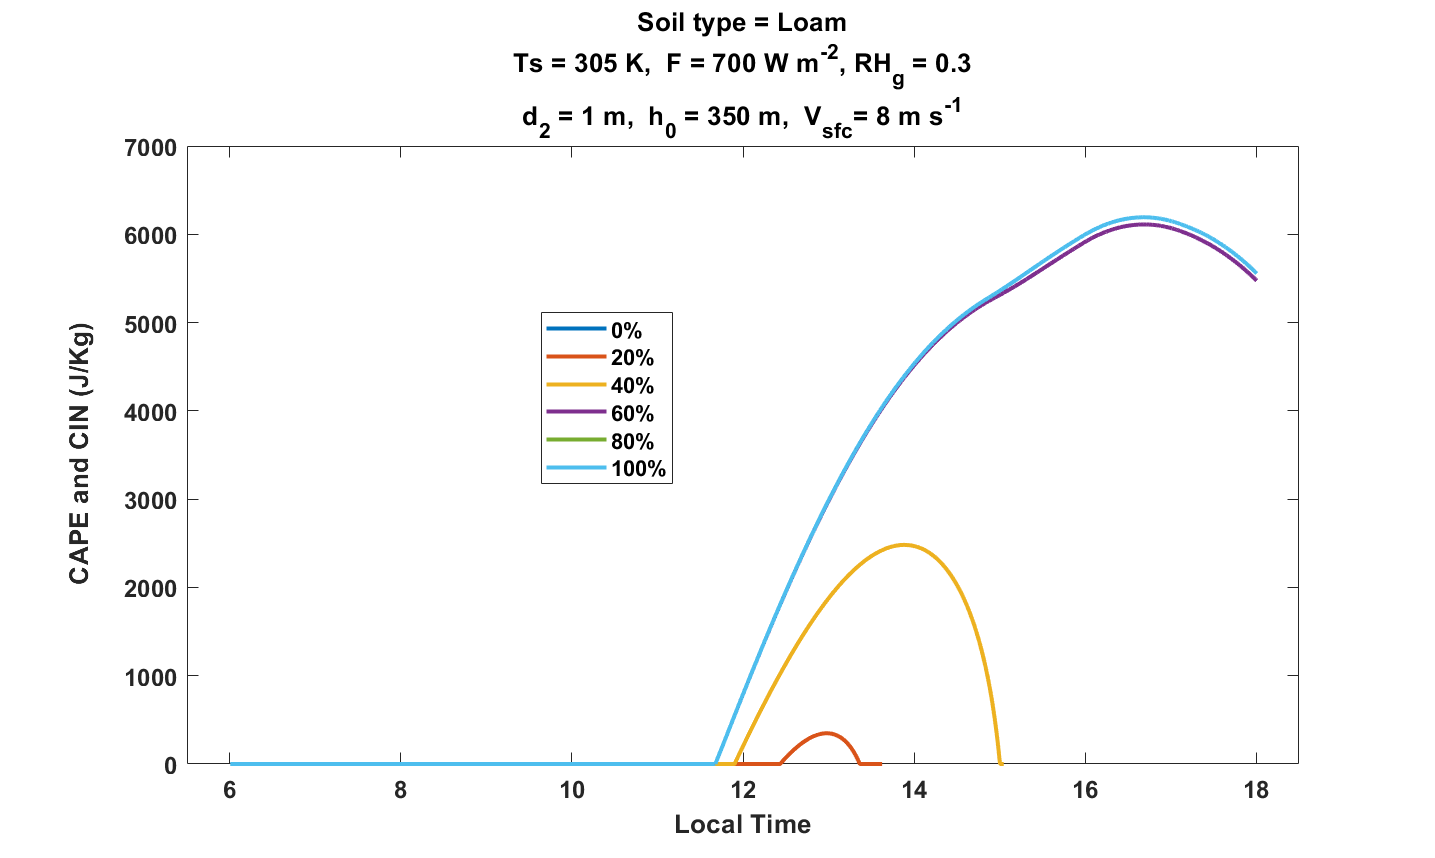 Soil type = Loam
Ts = 305 K, F = 700 W m-2, RHg = 0.3
d2 = 1 m, h0 = 350 m, Vsfc= 8 m s-1
7000
6000
5000
4000
3000
2000
1000
0
CAPE and CIN (J/Kg)
0%
20%
40%
60%
80%
100%
6 8 10 12 14 16 18
Local Time